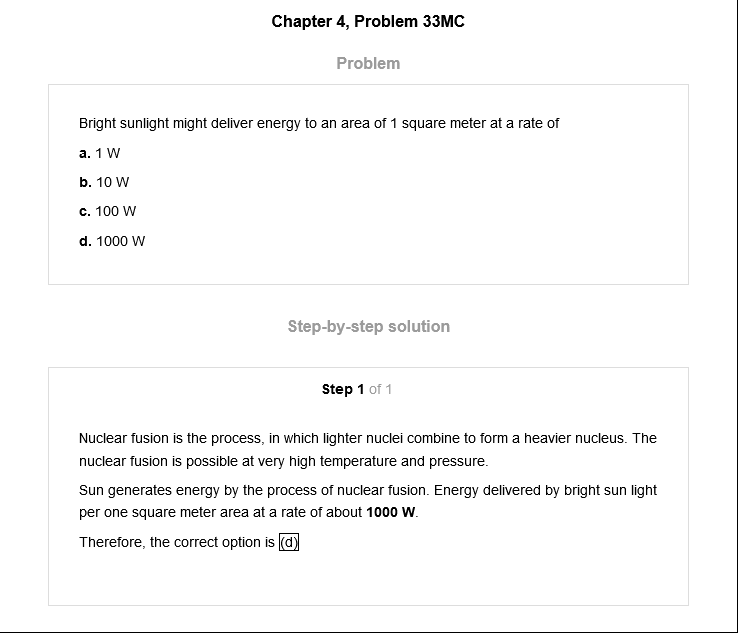 Chapter 4, Problem 33MC
Problem
Bright sunlight might deliver energy to an area of 1 square meter at a rate of
a. 1 W
b. 10 W
c. 100 W
d. 1000 W
Step-by-step solution
Step 1 of 1
Nuclear fusion is the process, in which lighter nuclei combine to form a heavier nucleus. The
nuclear fusion is possible at very high temperature and pressure.
Sun generates energy by the process of nuclear fusion. Energy delivered by bright sun light
per one square meter area at a rate of about 1000 W.
Therefore, the correct option is (d)